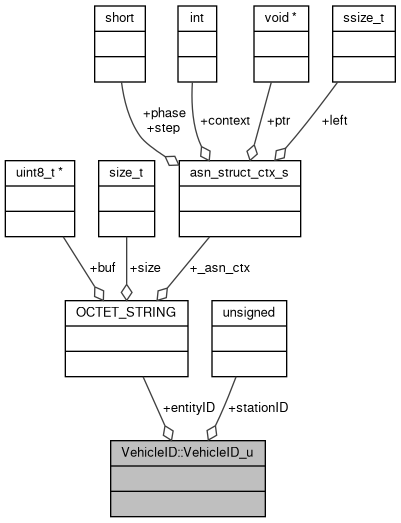 short
int
void *
ssize_t
+phase
+step
+context
+ptr
+left
uint8_t *
size_t
asn_struct_ctx_s
+buf
+size
+_asn_ctx
OCTET_STRING
unsigned
+entityID
+stationID
VehicleID::VehicleID_u